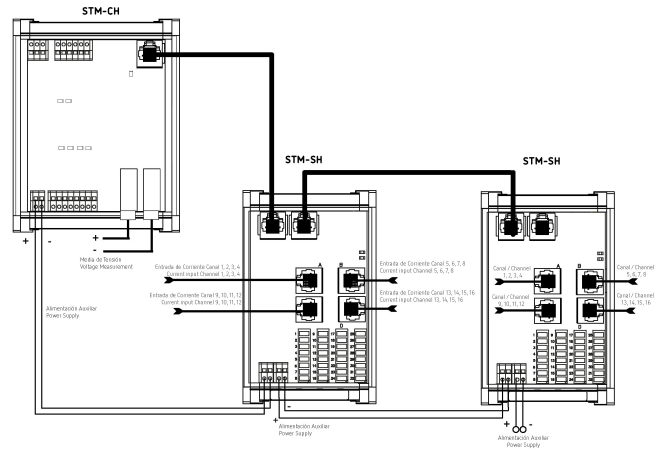 STM-CH
STM-SH
STM-SH
+ -
+
-
Media de Tensión
Voltage Measurement
Entrada de Corriente Canal 1, 2, 3, 4
Current input Channel 1, 2, 3, 4
Entrada de Corriente Canal 5, 6, 7, 8
Current input Channel 5, 6, 7, 8
Entrada de Corriente Canal 9, 10, 11, 12
Current input Channel 9, 10, 11, 12
Entrada de Corriente Canal 13, 14, 15, 16
Current input Channel 13, 14, 15, 16
A B
D
Canal / Channel
1, 2, 3, 4
Canal / Channel
5, 6, 7, 8
Canal / Channel
9, 10, 11, 12
Canal / Channel
13, 14, 15, 16
A
Alimentación Auxiliar
Power Supply
+ -
Alimentación Auxiliar
Power Supply
+ -
Alimentación Auxiliar
Power Supply